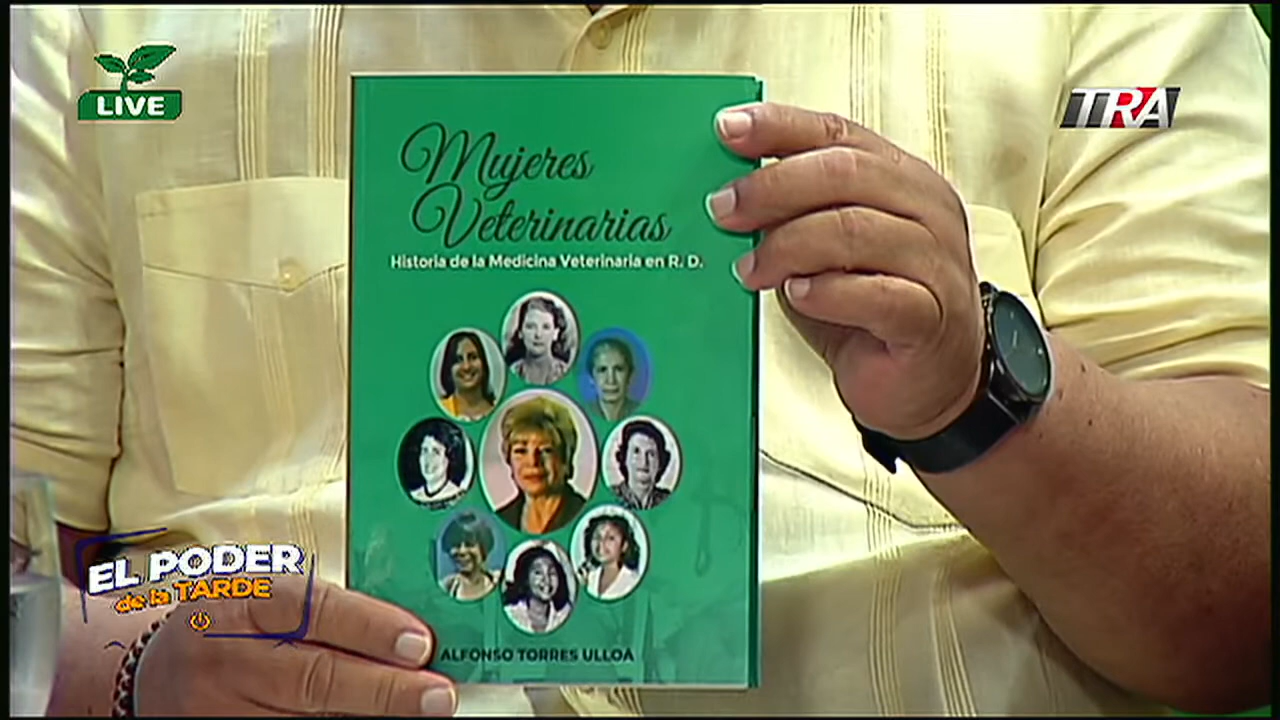 LIVE
TRA
Mujeres
Veterinarias
Historia de la Medicina Veterinaria en R. D.
EL PODER
de la TARDE
ALFONSO TORRES ULLOA